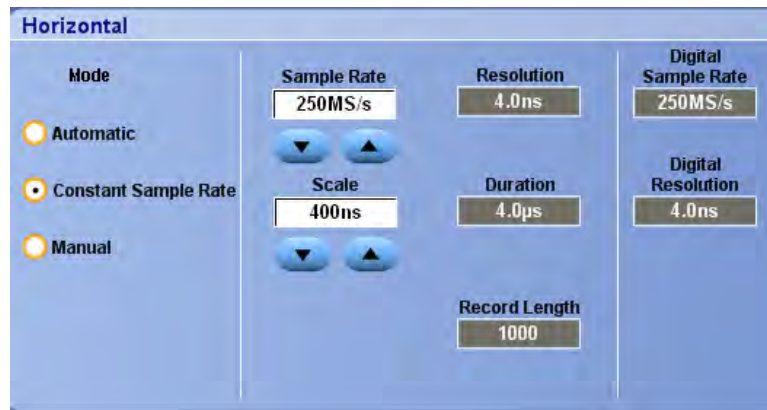 Horizontal
Mode
Automatic
Constant Sample Rate
Manual
Sample Rate
250MS/s
Scale
400ns
Resolution
4.0ns
Duration
4.0µs
Record Length
1000
Digital
Sample Rate
250MS/s
Digital
Resolution
4.0ns